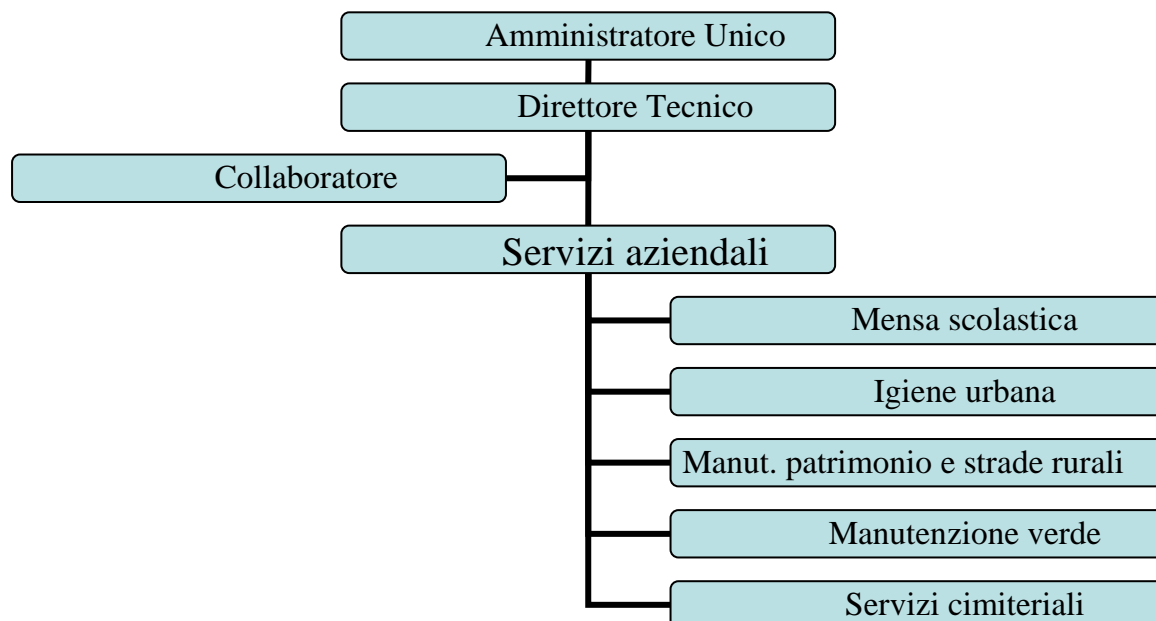 Amministratore Unico
Direttore Tecnico
Collaboratore
Servizi aziendali
Mensa scolastica
Igiene urbana
Manut. patrimonio e strade rurali
Manutenzione verde
Servizi cimiteriali